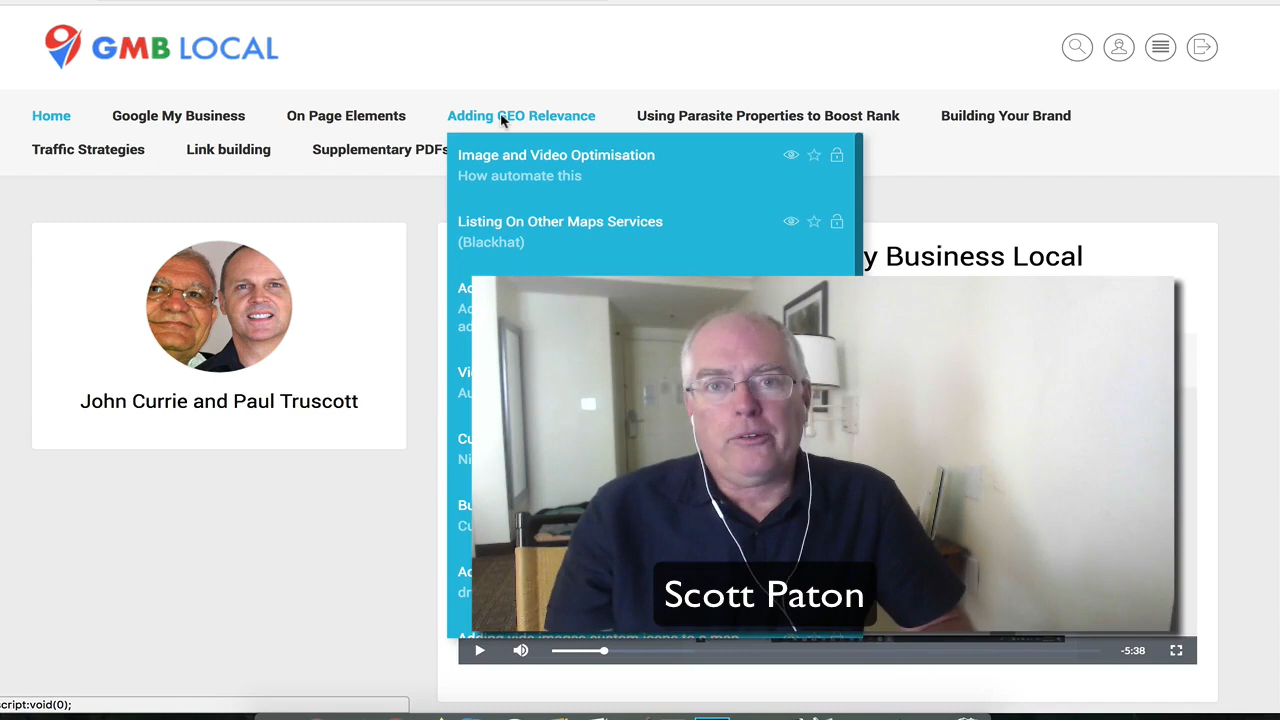 GMB LOCAL
Home Google My Business On Page Elements Adding GEO Relevance Using Parasite Properties to Boost Rank Building Your Brand
Traffic Strategies Link building Supplementary PDFs
Image and Video Optimisation
How automate this
Listing On Other Maps Services
(Blackhat)
y Business Local
John Currie and Paul Truscott
Scott Paton
-5:38
script:void(0);